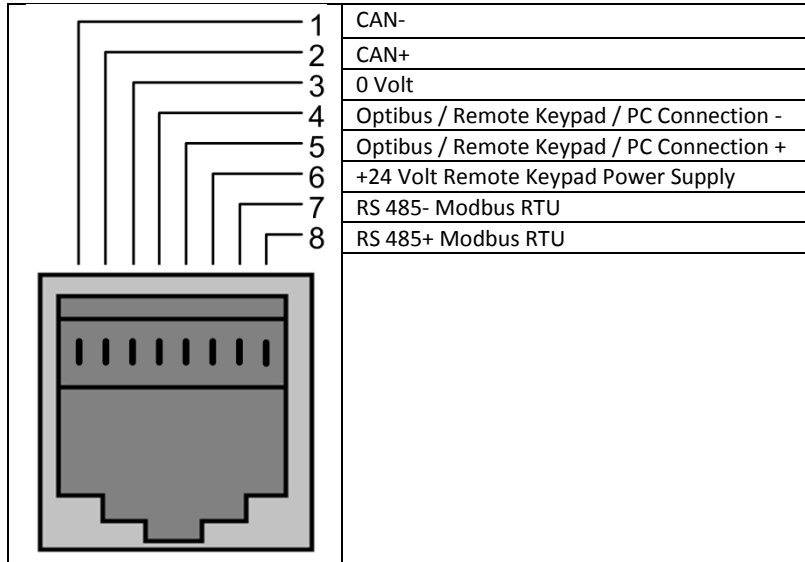 1 CAN-
2 CAN+
3 0 Volt
4 Optibus / Remote Keypad / PC Connection -
5 Optibus / Remote Keypad / PC Connection +
6 +24 Volt Remote Keypad Power Supply
7 RS 485- Modbus RTU
8 RS 485+ Modbus RTU